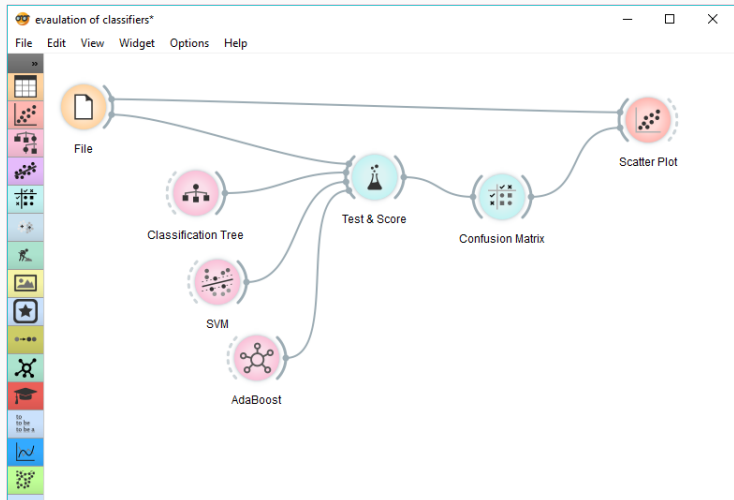 evaulation of classifiers*
File Edit View Widget Options Help
»
File
Scatter Plot
Test & Score
Classification Tree
Confusion Matrix
SVM
AdaBoost
to
to be
to be a